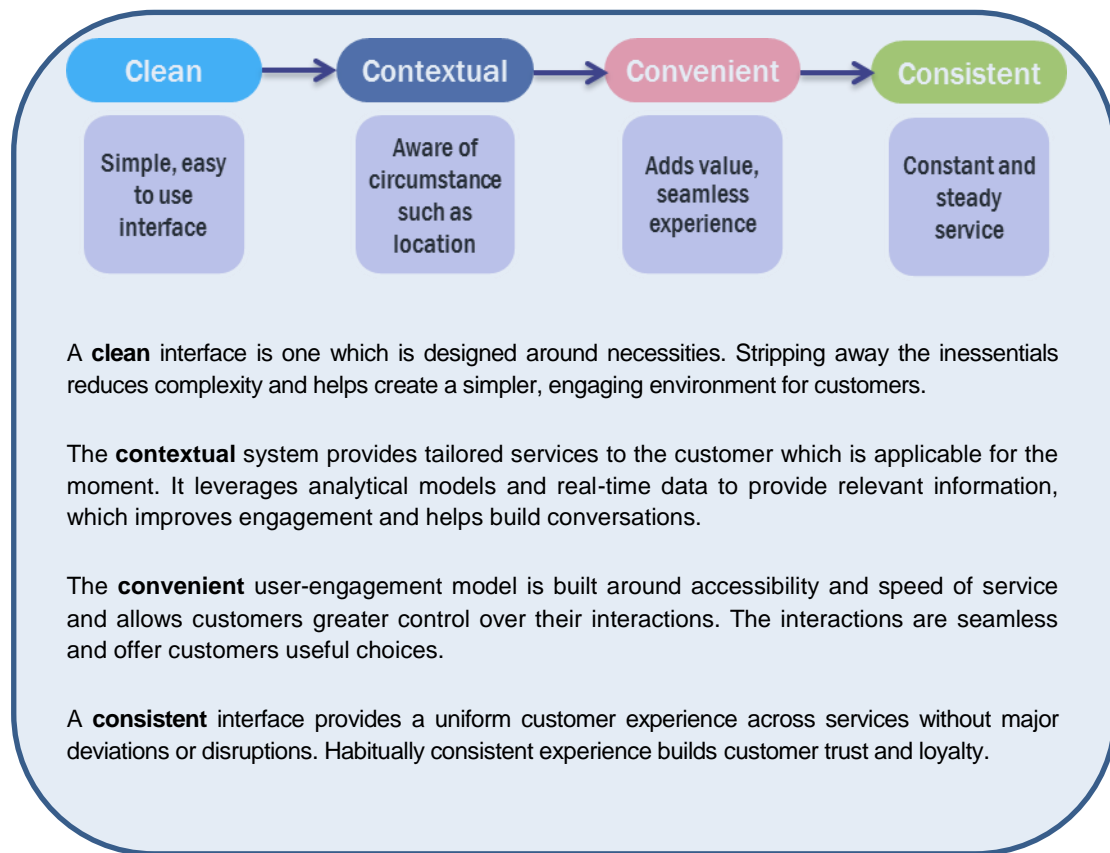 Clean
Contextual
Convenient
Consistent
Simple, easy
to use
interface
Aware of
circumstance
such as
location
Adds value,
seamless
experience
Constant and
steady
service
A clean interface is one which is designed around necessities. Stripping away the inessentials
reduces complexity and helps create a simpler, engaging environment for customers.
The contextual system provides tailored services to the customer which is applicable for the
moment. It leverages analytical models and real-time data to provide relevant information,
which improves engagement and helps build conversations.
The convenient user-engagement model is built around accessibility and speed of service
and allows customers greater control over their interactions. The interactions are seamless
and offer customers useful choices.
A consistent interface provides a uniform customer experience across services without major
deviations or disruptions. Habitually consistent experience builds customer trust and loyalty.